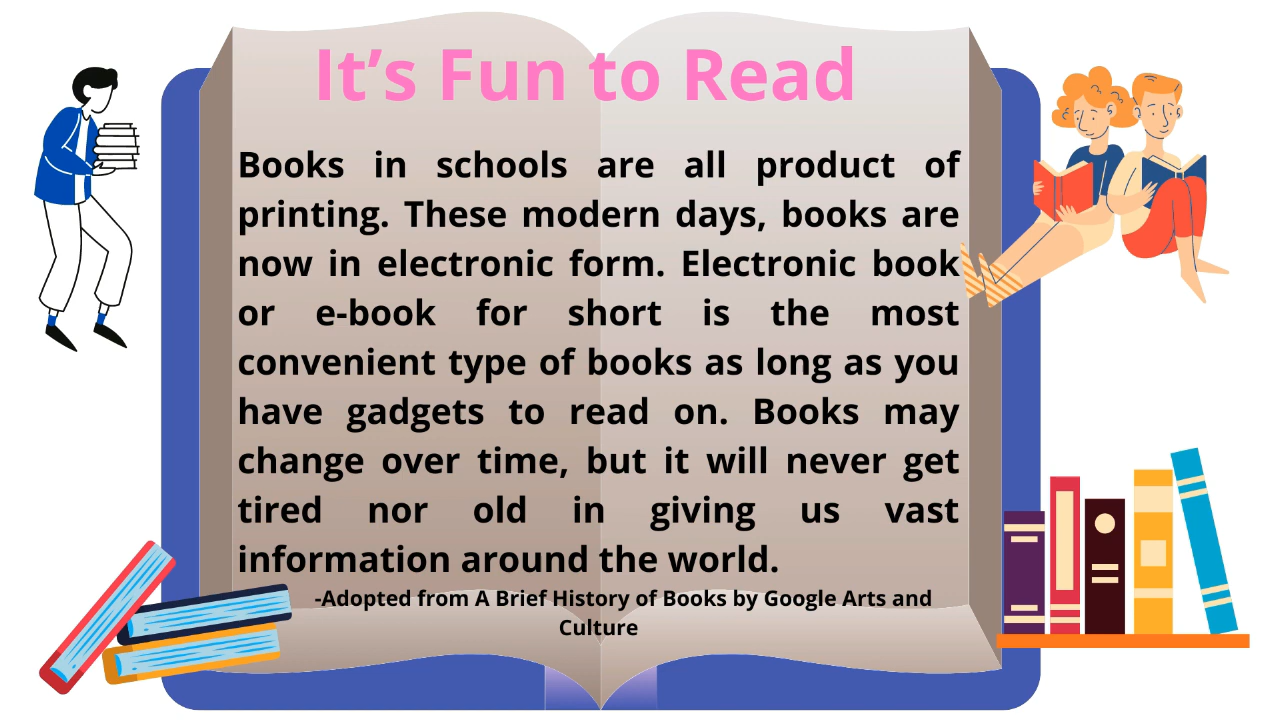 It’s Fun to Read
Books in schools are all product of
printing. These modern days, books are
now in electronic form. Electronic book
or e-book for short is the most
convenient type of books as long as you
have gadgets to read on. Books may
change over time, but it will never get
tired nor old in giving us vast
information around the world.
-Adopted from A Brief History of Books by Google Arts and
Culture